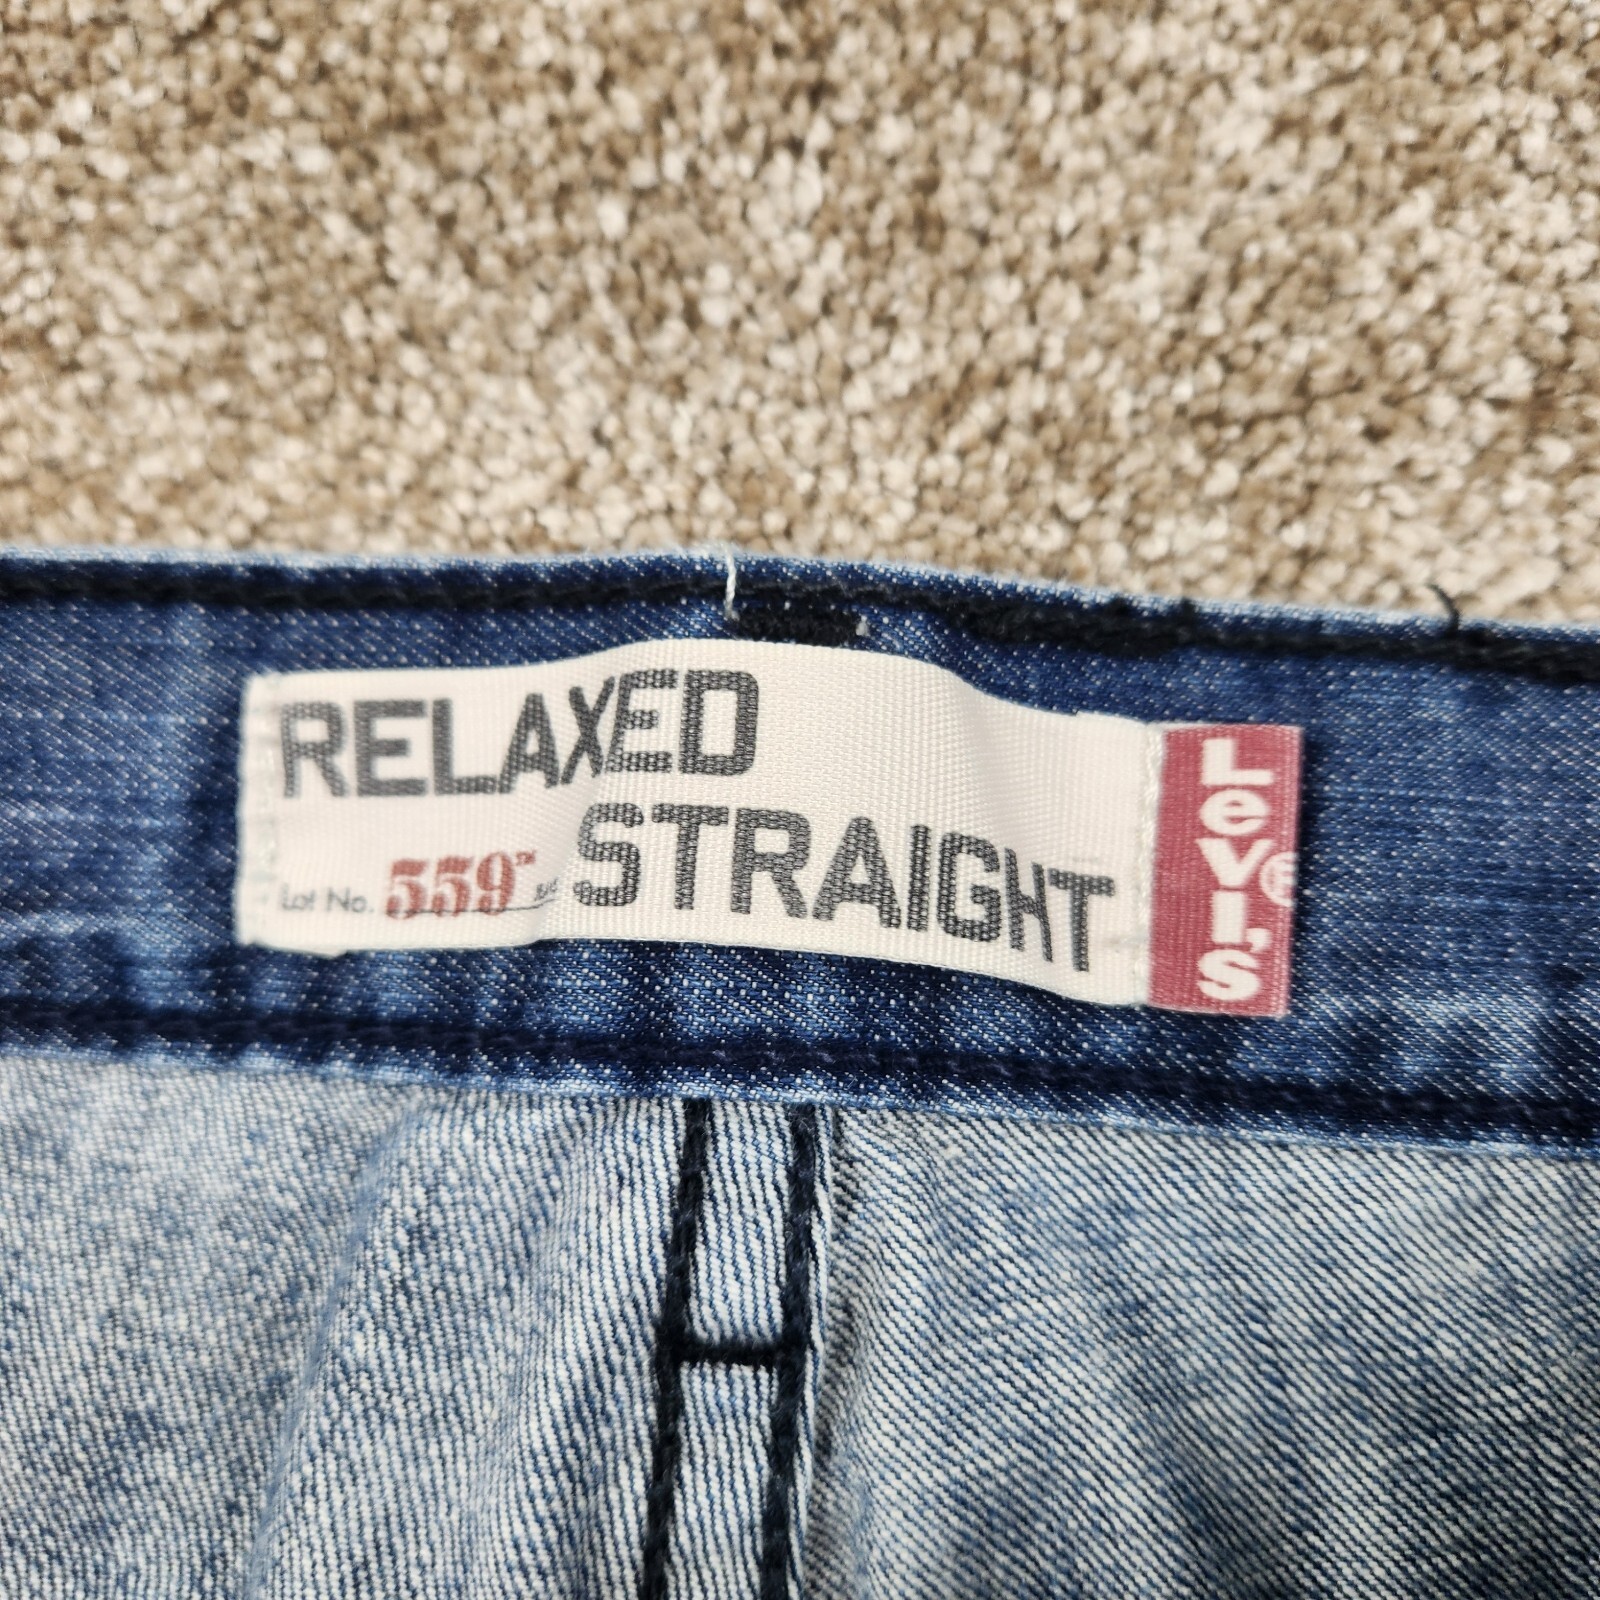 RELAXED
STRAIGHT
Lot No. 559™
LEVI'S
®